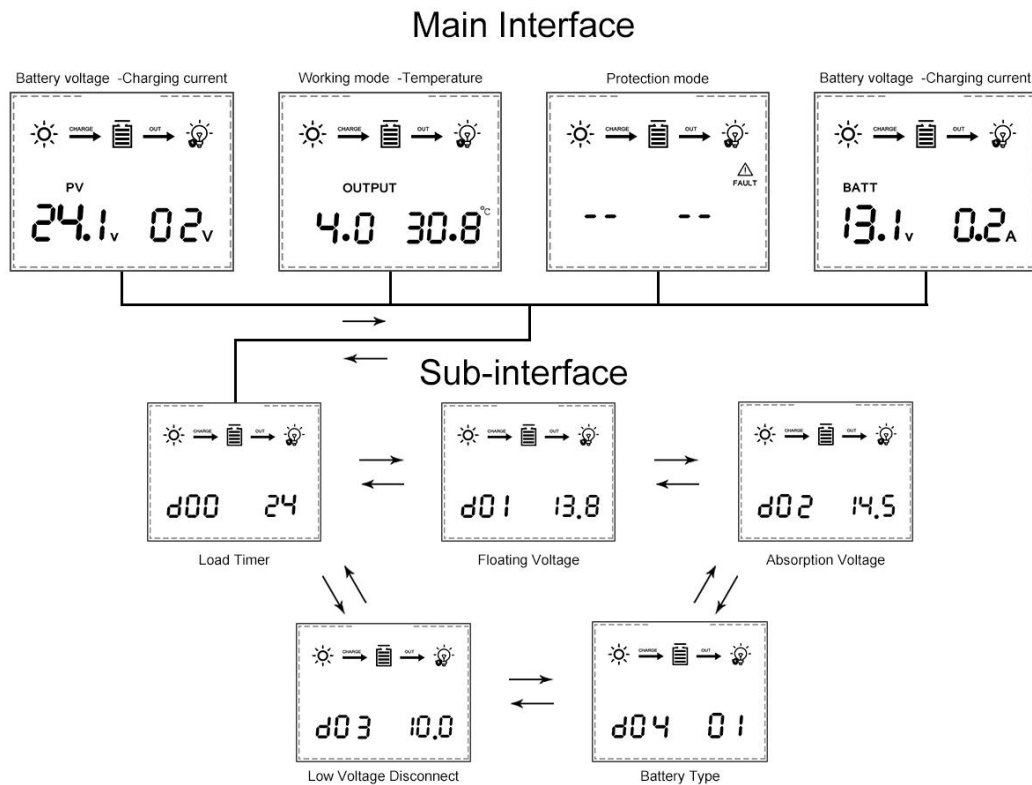 Main Interface
Battery voltage -Charging current
Working mode -Temperature
Protection mode
Battery voltage -Charging current
CHARGE OUT
CHARGE OUT
CHARGE OUT
CHARGE OUT
PV
24.1v 02v
OUTPUT
4.0 30.8°C
FAULT
-- --
BATT
13.1v 0.2A
Sub-interface
CHARGE OUT
CHARGE OUT
CHARGE OUT
d00 24
d01 13.8
d02 14.5
Load Timer
Floating Voltage
Absorption Voltage
CHARGE OUT
CHARGE OUT
d03 10.0
d04 01
Low Voltage Disconnect
Battery Type